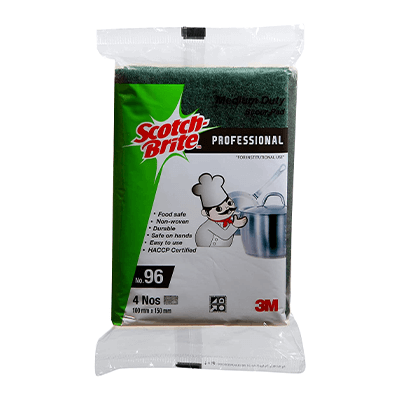 Medium Duty
Scotch-
Brite™
PROFESSIONAL
"FOR INSTITUTIONAL USE"
• Food safe
• Non-woven
• Durable
• Safe on hands
• Easy to use
• HACCP Certified
No. 96
4 Nos
100 mm x 150 mm
3M